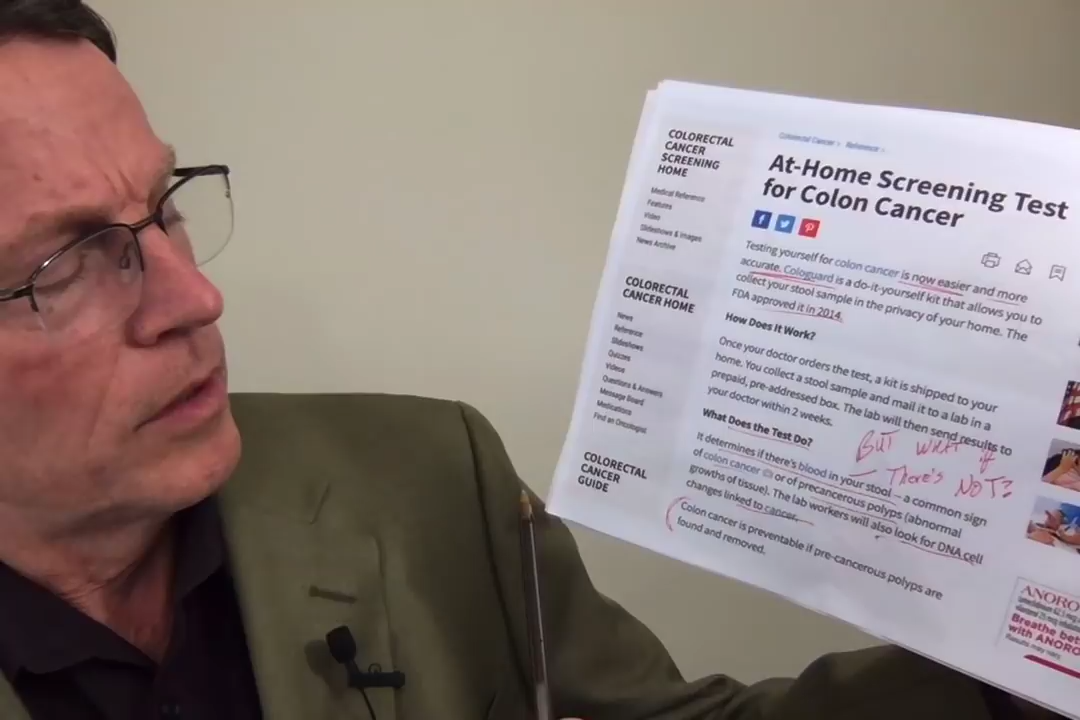 COLORECTAL
CANCER
SCREENING
HOME
Medical Reference
Features
Video
Slideshows & Images
News Archive
COLORECTAL
CANCER HOME
News
Reference
Slideshows
Quizzes
Videos
Questions & Answers
Message Board
Medications
Find an Oncologist
COLORECTAL
CANCER
GUIDE
Colorectal Cancer > Reference >
At-Home Screening Test
for Colon Cancer
Testing yourself for colon cancer is now easier and more
accurate. Cologuard is a do-it-yourself kit that allows you to
collect your stool sample in the privacy of your home. The
FDA approved it in 2014.
How Does It Work?
Once your doctor orders the test, a kit is shipped to your
home. You collect a stool sample and mail it to a lab in a
prepaid, pre-addressed box. The lab will then send results to
your doctor within 2 weeks.
What Does the Test Do?
BUT WHAT if
There's NOT?
It determines if there's blood in your stool -- a common sign
of colon cancer or of precancerous polyps (abnormal
growths of tissue). The lab workers will also look for DNA cell
changes linked to cancer.
Colon cancer is preventable if pre-cancerous polyps are
found and removed.
ANORO
Breathe bet
with ANORO
Results may vary